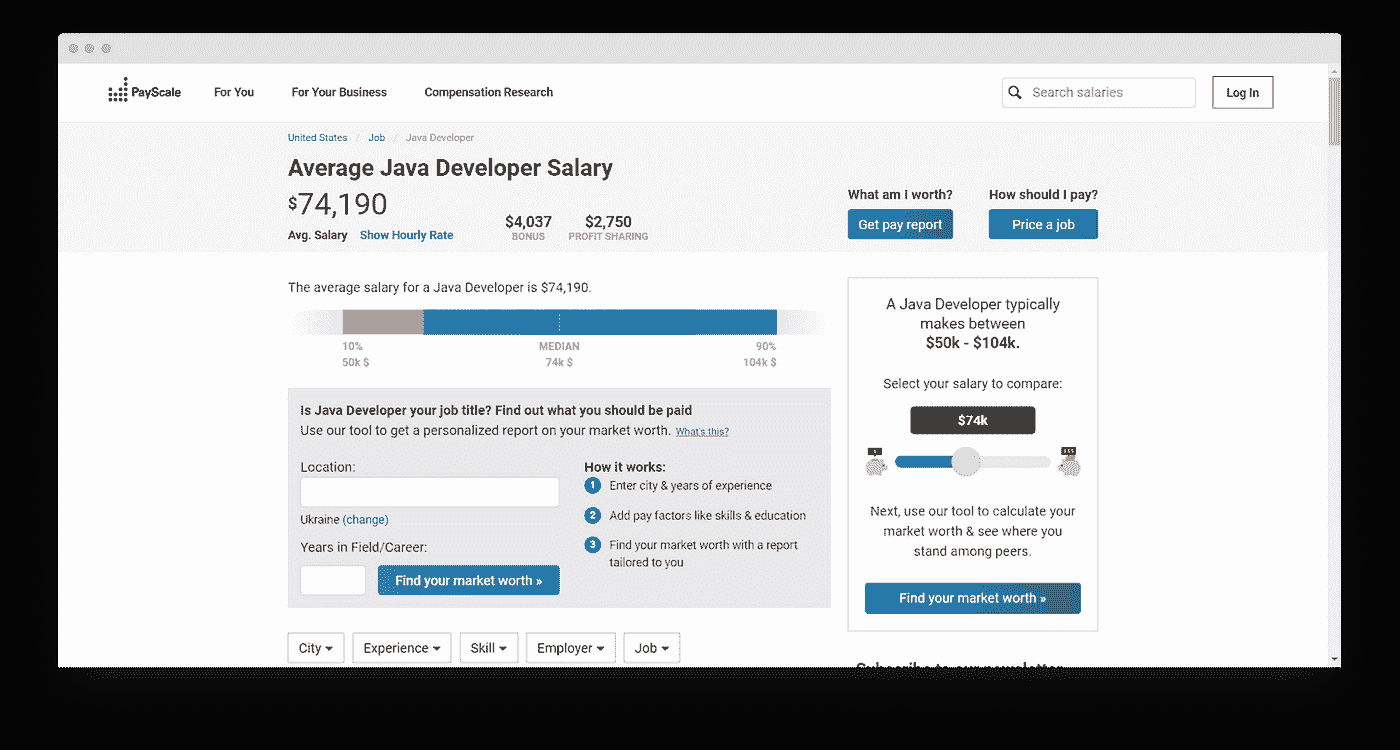 PayScale For You For Your Business Compensation Research Search salaries Log In
United States / Job / Java Developer
Average Java Developer Salary
$74,190
Avg. Salary Show Hourly Rate
$4,037 $2,750
BONUS PROFIT SHARING
What am i worth? How should I pay?
Get pay report Price a job
The average salary for a Java Developer is $74,190.
10% MEDIAN 90%
50k $ 74k $ 104k $
Is Java Developer your job title? Find out what you should be paid
Use our tool to get a personalized report on your market worth. What's this?
Location:
Ukraine (change)
Years in Field/Career:
Find your market worth »
How it works:
1 Enter city & years of experience
2 Add pay factors like skills & education
3 Find your market worth with a report
tailored to you
City Experience Skill Employer Job
A Java Developer typically
makes between
$50k - $104k.
Select your salary to compare:
$74k
$ $$$
Next, use our tool to calculate your
market worth & see where you
stand among peers.
Find your market worth »
Subscribe to our newsletter